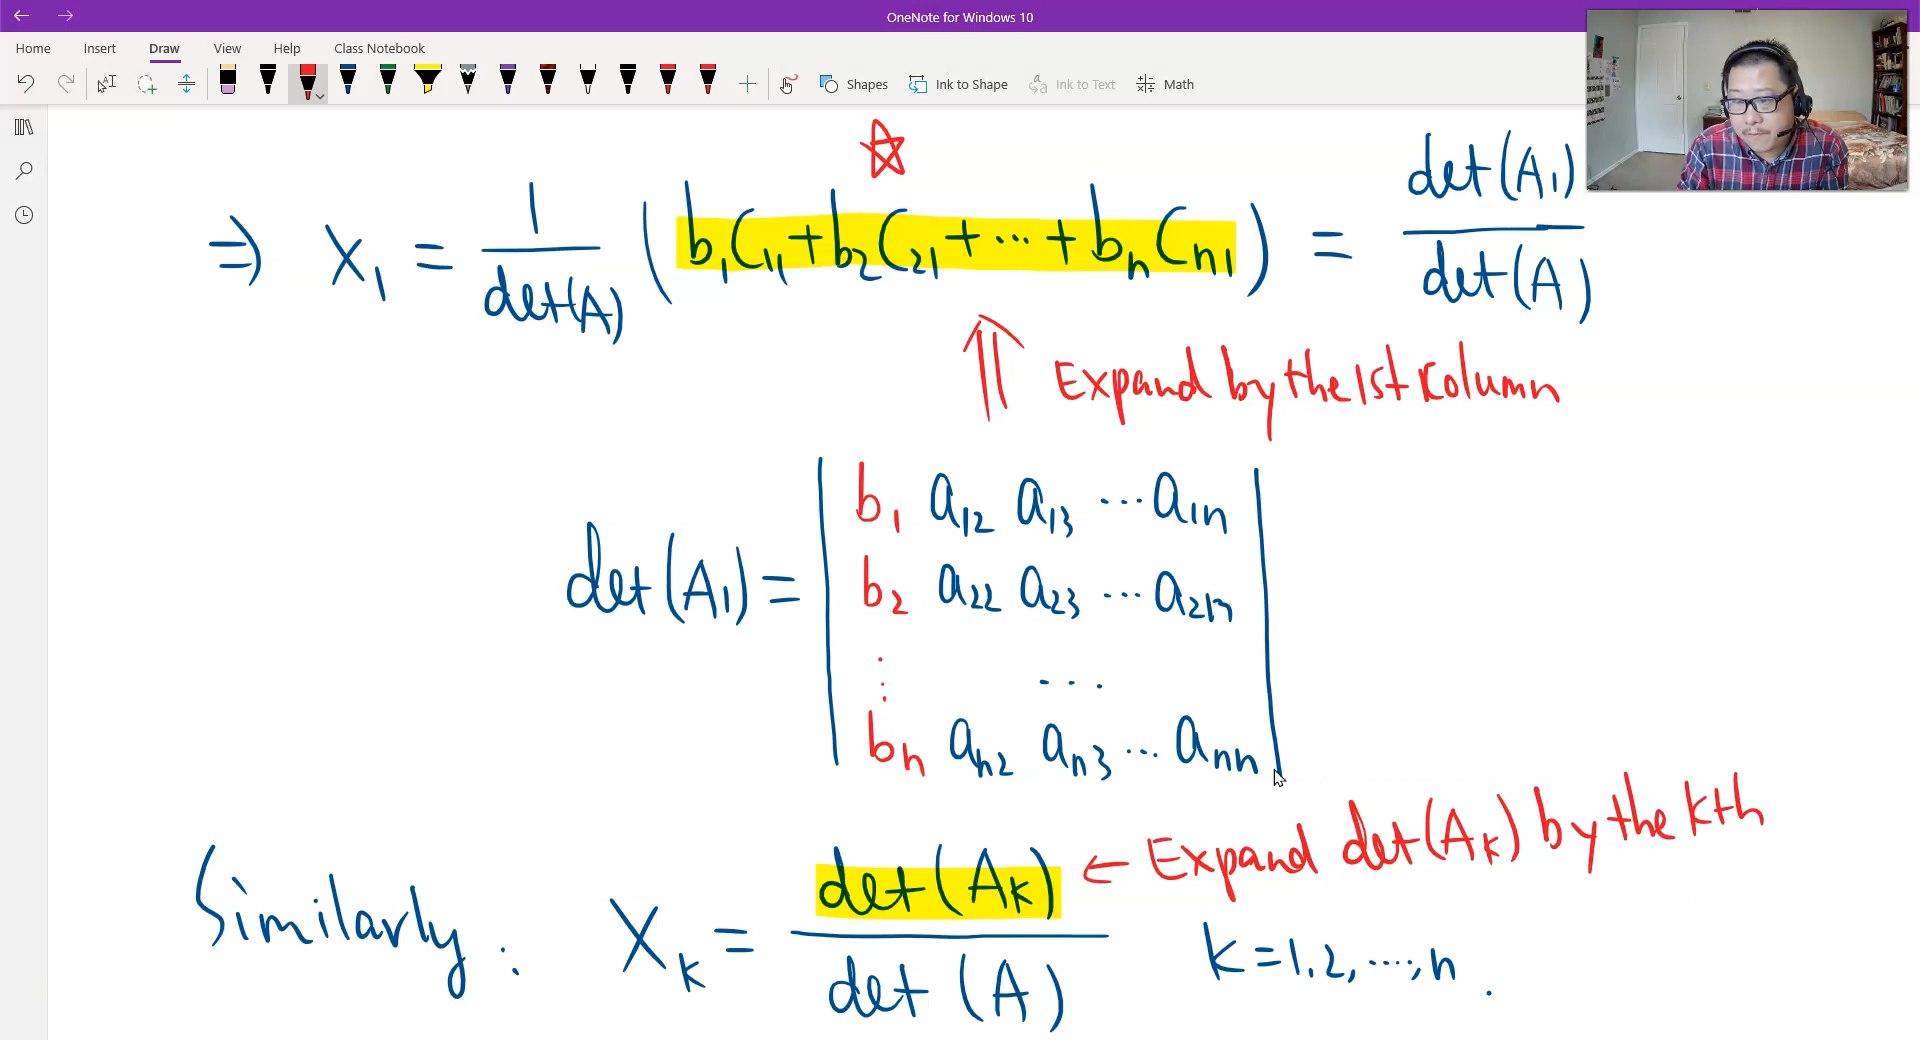 OneNote for Windows 10
Home Insert Draw View Help Class Notebook
Shapes Ink to Shape Ink to Text Math
⇒ x₁ = 1/det(A) (b₁C₁₁+b₂C₂₁+⋯+bₙCₙ₁) = det(A₁)/det(A)
⇑ Expand by the 1st column
det(A₁) = | b₁ a₁₂ a₁₃ ⋯ a₁ₙ
b₂ a₂₂ a₂₃ ⋯ a₂ₙ
⋮ ⋯
bₙ aₙ₂ aₙ₃ ⋯ aₙₙ |
← Expand det(Aₖ) by the kth
Similarly: xₖ = det(Aₖ)/det(A) k=1,2,⋯,n.